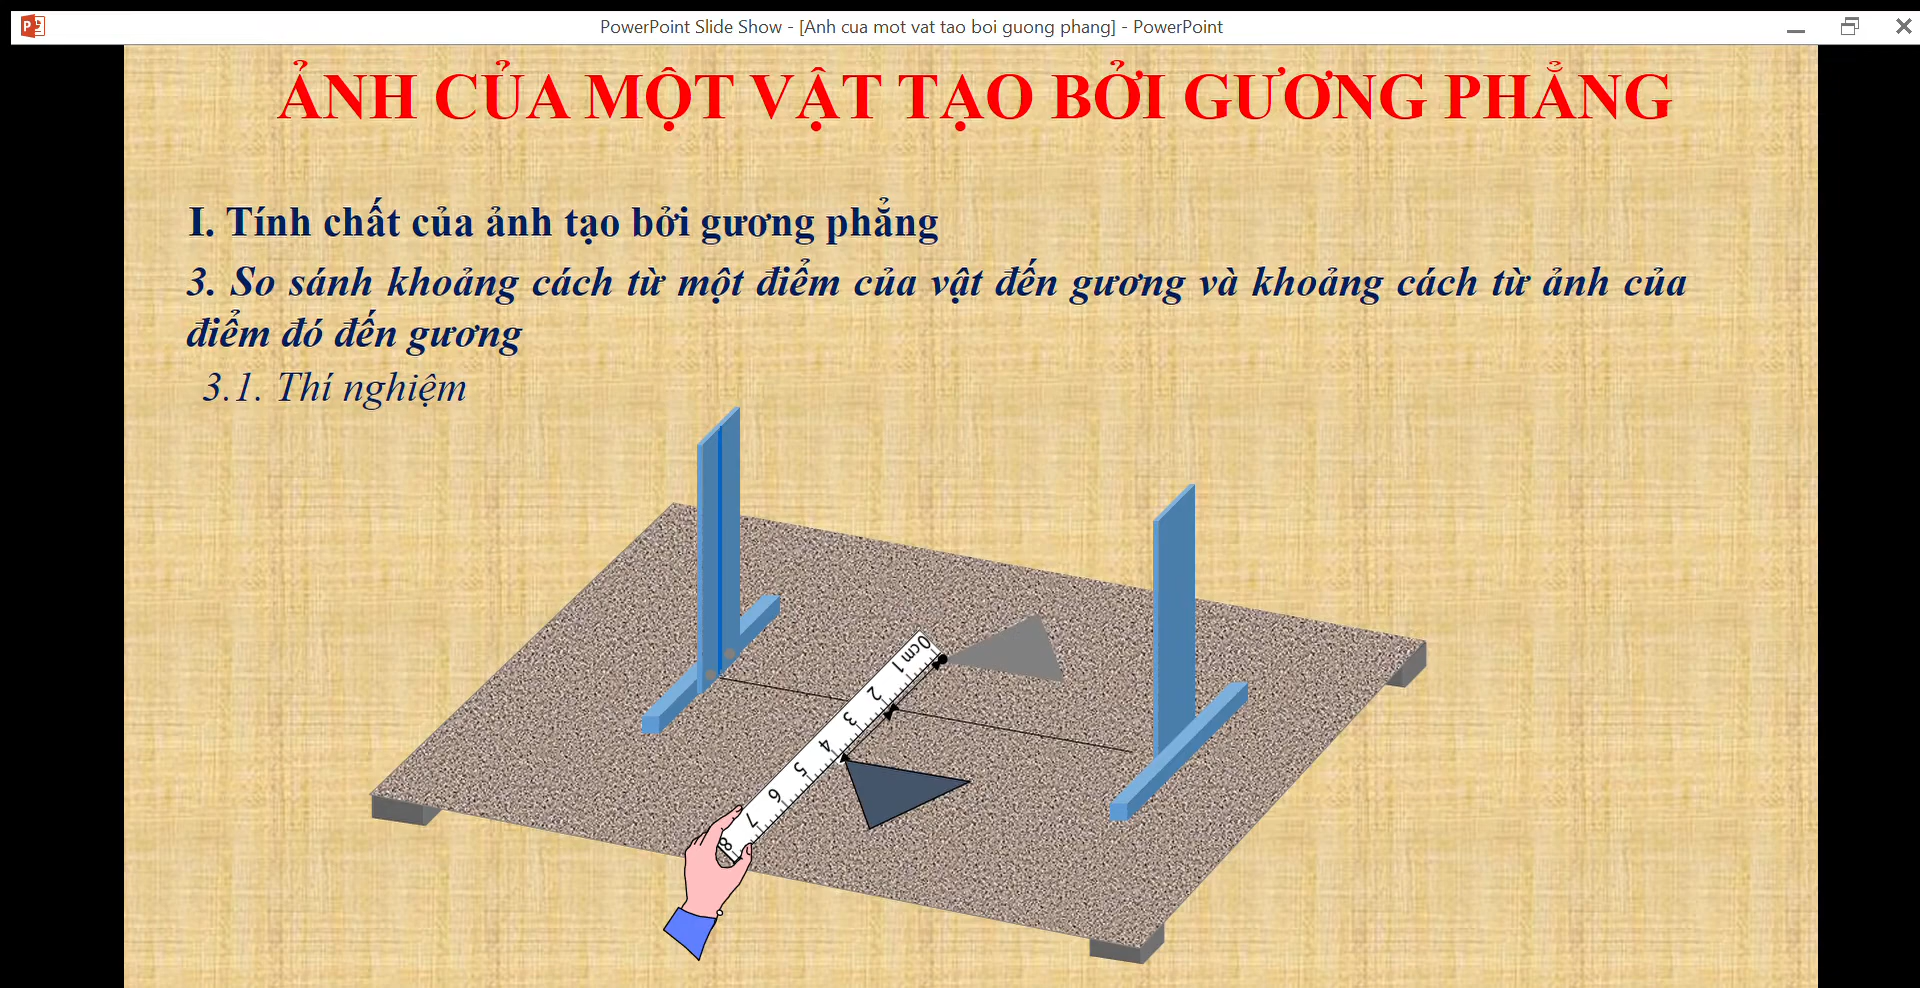 PowerPoint Slide Show - [Anh cua mot vat tao boi guong phang] - PowerPoint
ẢNH CỦA MỘT VẬT TẠO BỞI GƯƠNG PHẲNG
I. Tính chất của ảnh tạo bởi gương phẳng
3. So sánh khoảng cách từ một điểm của vật đến gương và khoảng cách từ ảnh của
điểm đó đến gương
3.1. Thí nghiệm
0cm 1 2 3 4 5 6 7 8